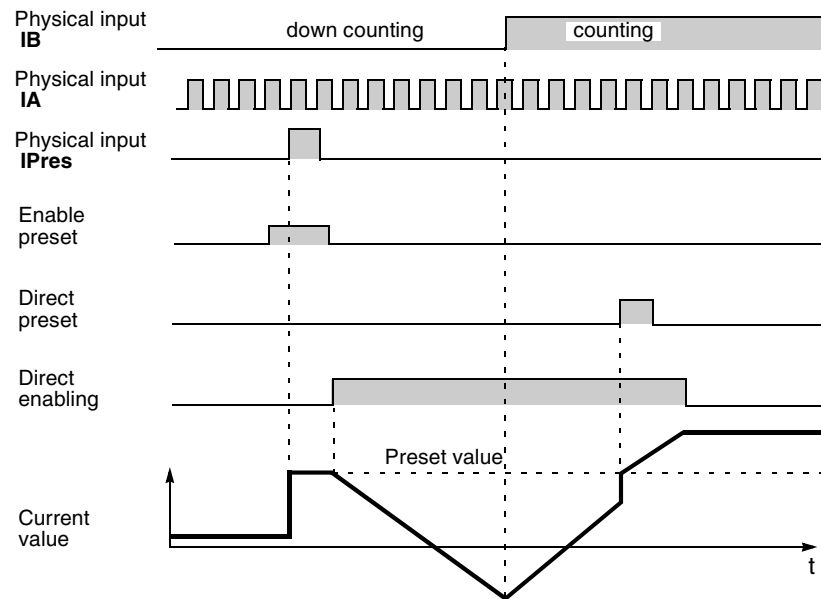 Physical input
IB
down counting
counting
Physical input
IA
Physical input
IPres
Enable
preset
Direct
preset
Direct
enabling
Preset value
Current
value
t